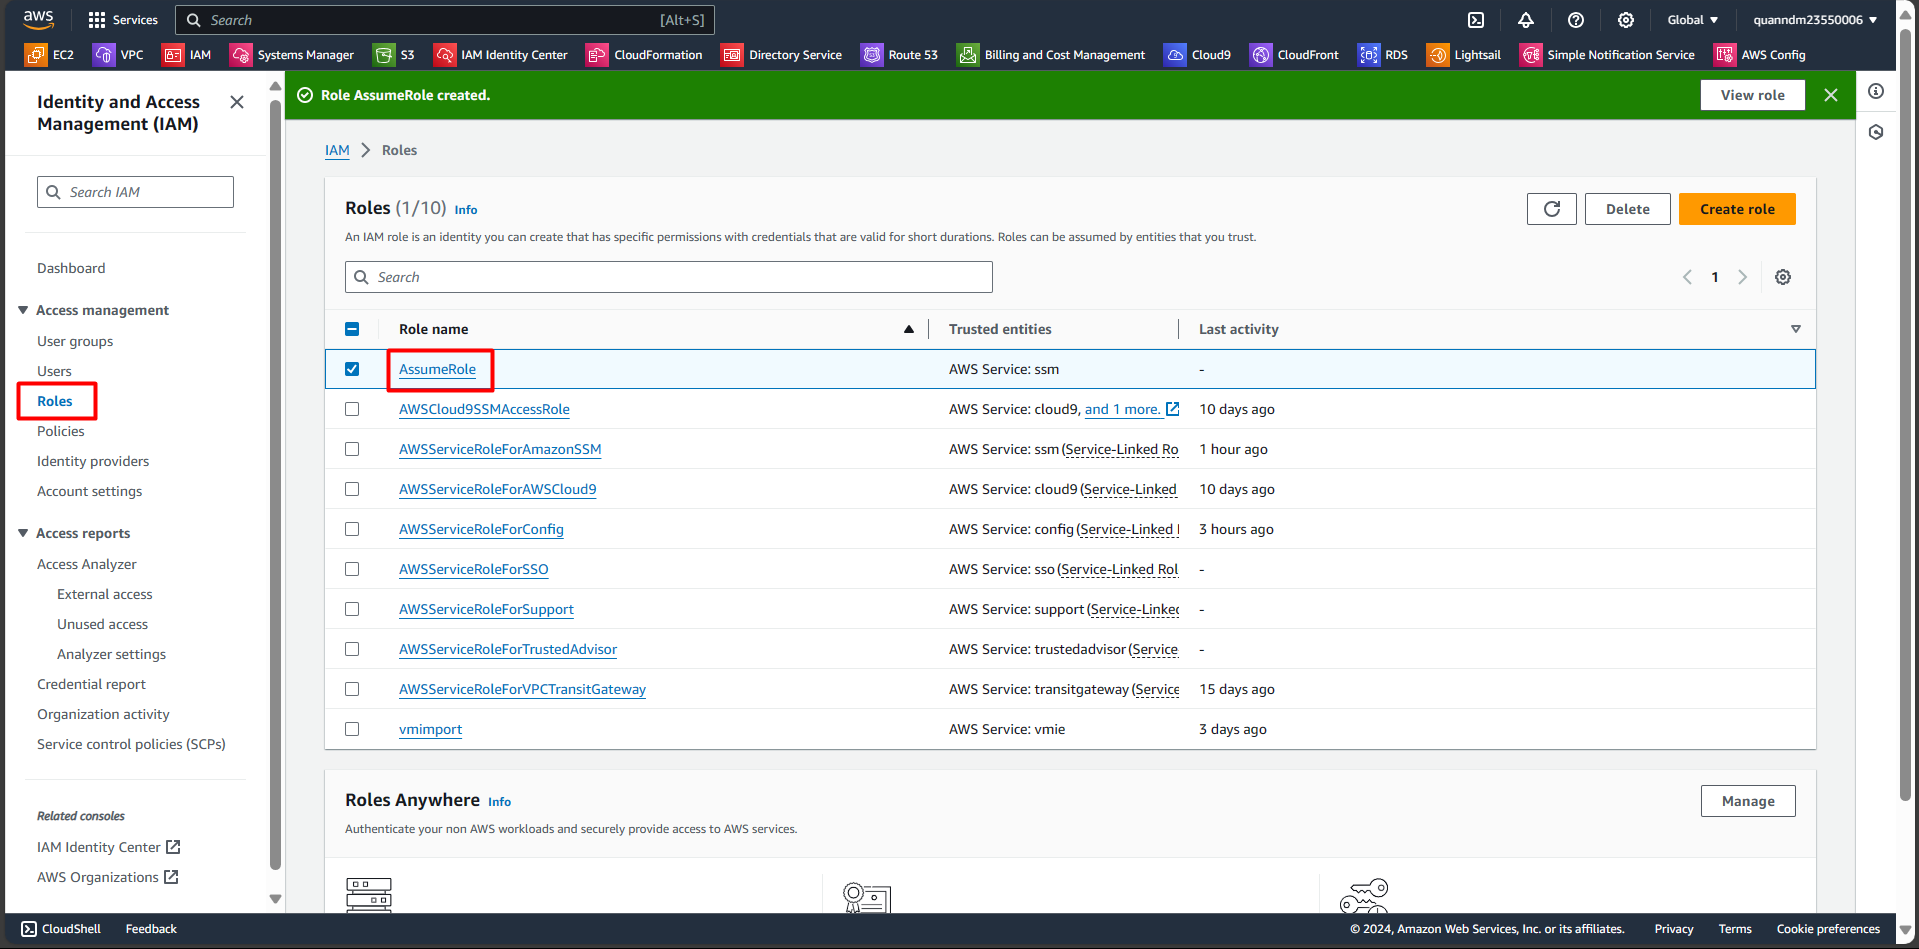 aws
Services
Search
[Alt+S]
Global ▼
quanndm23550006 ▼
EC2
VPC
IAM
Systems Manager
S3
IAM Identity Center
CloudFormation
Directory Service
Route 53
Billing and Cost Management
Cloud9
CloudFront
RDS
Lightsail
Simple Notification Service
AWS Config
Identity and Access
Management (IAM)
Search IAM
Dashboard
Access management
User groups
Users
Roles
Policies
Identity providers
Account settings
Access reports
Access Analyzer
External access
Unused access
Analyzer settings
Credential report
Organization activity
Service control policies (SCPs)
Related consoles
IAM Identity Center
AWS Organizations
Role AssumeRole created.
View role
IAM > Roles
Roles (1/10) Info
Delete
Create role
An IAM role is an identity you can create that has specific permissions with credentials that are valid for short durations. Roles can be assumed by entities that you trust.
Search
1
Role name
Trusted entities
Last activity
AssumeRole
AWS Service: ssm
-
AWSCloud9SSMAccessRole
AWS Service: cloud9, and 1 more.
10 days ago
AWSServiceRoleForAmazonSSM
AWS Service: ssm (Service-Linked Ro
1 hour ago
AWSServiceRoleForAWSCloud9
AWS Service: cloud9 (Service-Linked
10 days ago
AWSServiceRoleForConfig
AWS Service: config (Service-Linked
3 hours ago
AWSServiceRoleForSSO
AWS Service: sso (Service-Linked Rol
-
AWSServiceRoleForSupport
AWS Service: support (Service-Linked
-
AWSServiceRoleForTrustedAdvisor
AWS Service: trustedadvisor (Service
-
AWSServiceRoleForVPCTransitGateway
AWS Service: transitgateway (Service
15 days ago
vmimport
AWS Service: vmie
3 days ago
Roles Anywhere Info
Manage
Authenticate your non AWS workloads and securely provide access to AWS services.
CloudShell
Feedback
© 2024, Amazon Web Services, Inc. or its affiliates.
Privacy
Terms
Cookie preferences